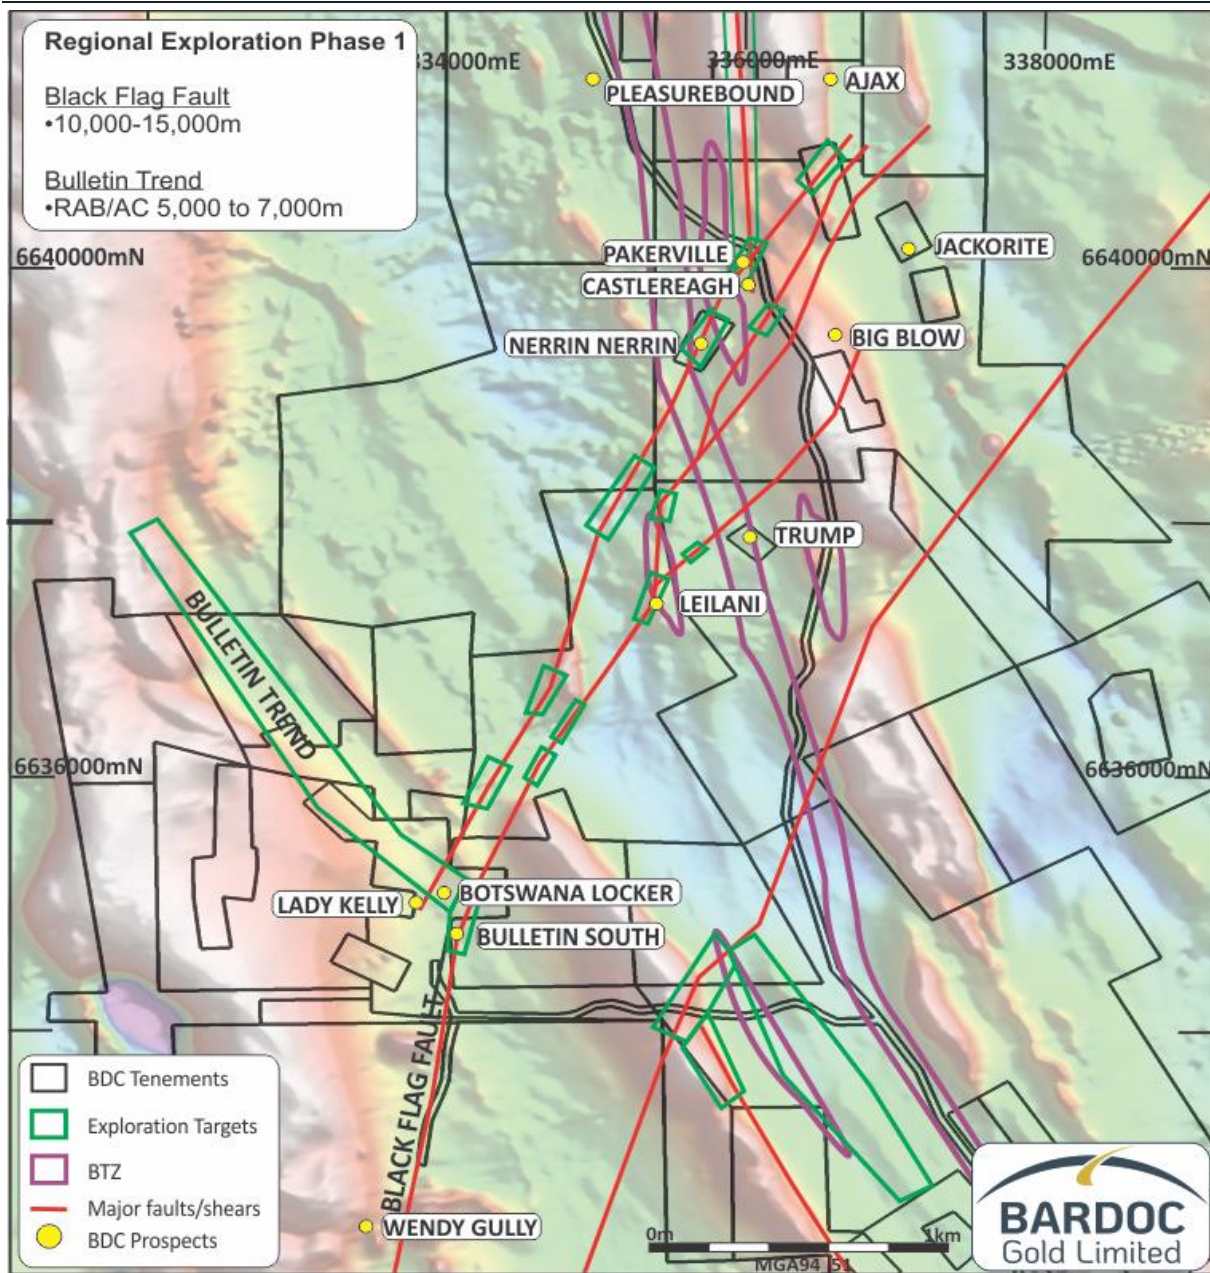 Regional Exploration Phase 1
Black Flag Fault
•10,000-15,000m
Bulletin Trend
•RAB/AC 5,000 to 7,000m
334000mE
336000mE
338000mE
PLEASUREBOUND
AJAX
6640000mN
PAKERVILLE
JACKORITE
6640000mN
CASTLEREAGH
NERRIN NERRIN
BIG BLOW
TRUMP
LEILANI
BULLETIN TREND
6636000mN
6636000mN
LADY KELLY
BOTSWANA LOCKER
BULLETIN SOUTH
BLACK FLAG FAULT
WENDY GULLY
BDC Tenements
Exploration Targets
BTZ
Major faults/shears
BDC Prospects
0m
1km
MGA94_51
BARDOC
Gold Limited